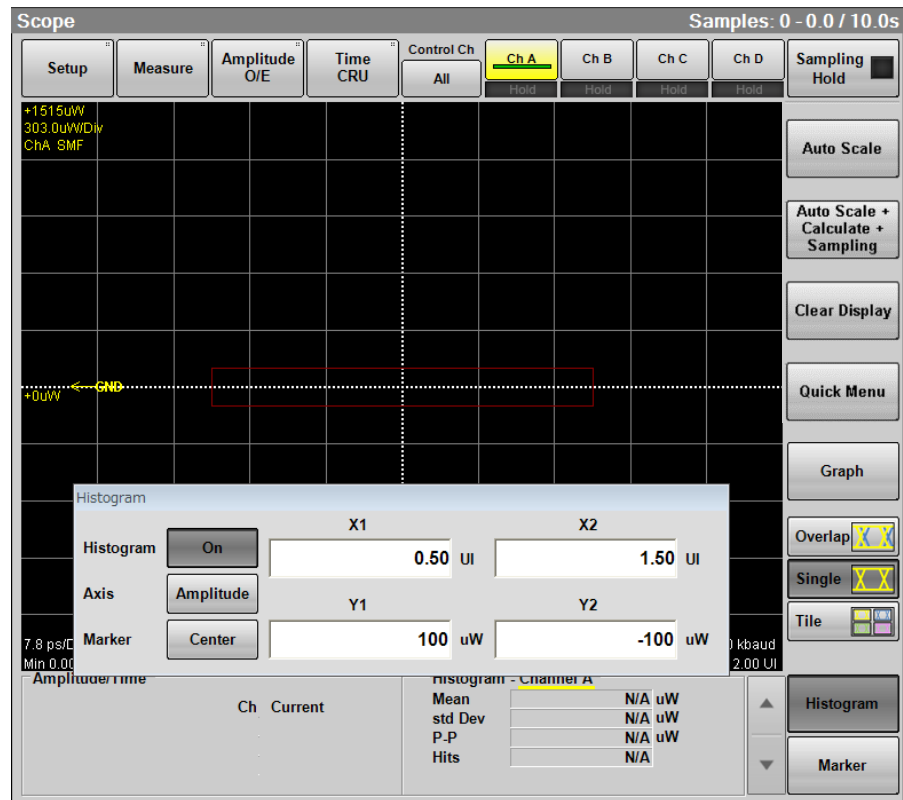 Scope Samples: 0 - 0.0 / 10.0s
Setup Measure Amplitude O/E Time CRU Control Ch All Ch A Hold Ch B Hold Ch C Hold Ch D Hold Sampling Hold
+1515uW
303.0uW/Div
ChA SMF
Auto Scale
Auto Scale +
Calculate +
Sampling
Clear Display
GND
+0uW
Quick Menu
Graph
Histogram
X1 X2
Histogram On 0.50 UI 1.50 UI
Overlap
Single
Axis Amplitude
Y1 Y2
Tile
Marker Center 100 uW -100 uW
7.8 ps/D kbaud
Min 0.00 2.00 UI
Amplitude/Time Histogram - Channel A
Ch Current
Mean N/A uW
std Dev N/A uW
P-P N/A uW
Hits N/A
Histogram
Marker